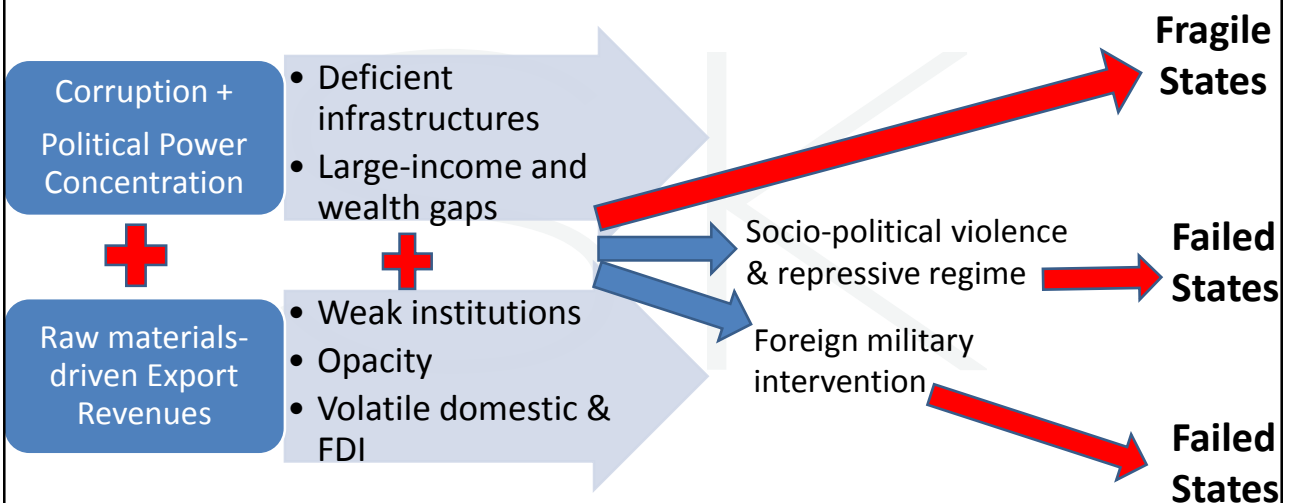 Corruption +
Political Power
Concentration
• Deficient
infrastructures
• Large-income and
wealth gaps
Fragile
States
Raw materials-
driven Export
Revenues
• Weak institutions
• Opacity
• Volatile domestic &
FDI
Socio-political violence
& repressive regime
Failed
States
Foreign military
intervention
Failed
States